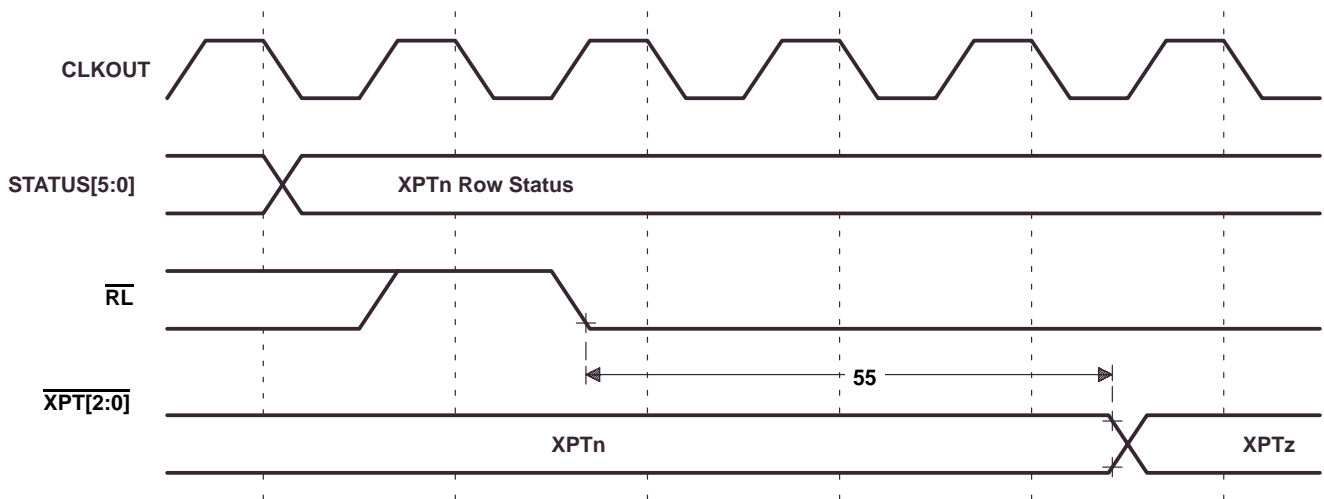 CLKOUT
STATUS[5:0]
XPTn Row Status
RL
55
XPT[2:0]
XPTn
XPTz